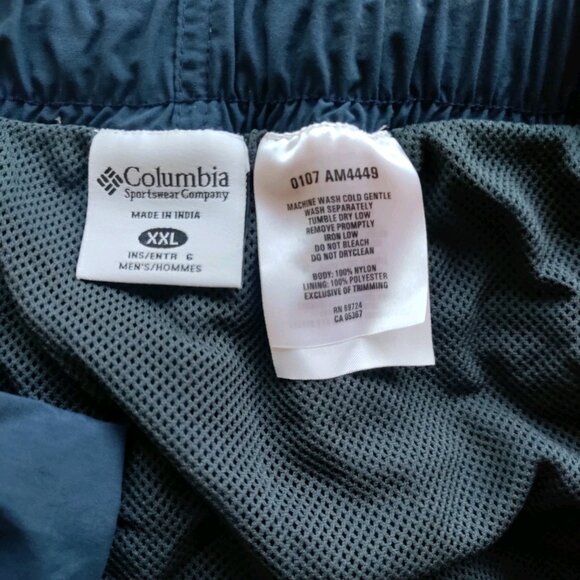 Columbia
Sportswear Company
MADE IN INDIA
XXL
INS/ENTR 6
MEN'S/HOMMES
0107 AM4449
MACHINE WASH COLD GENTLE
WASH SEPARATELY
TUMBLE DRY LOW
REMOVE PROMPTLY
IRON LOW
DO NOT BLEACH
DO NOT DRYCLEAN
BODY: 100% NYLON
LINING: 100% POLYESTER
EXCLUSIVE OF TRIMMING
RN 69724
CA 05367